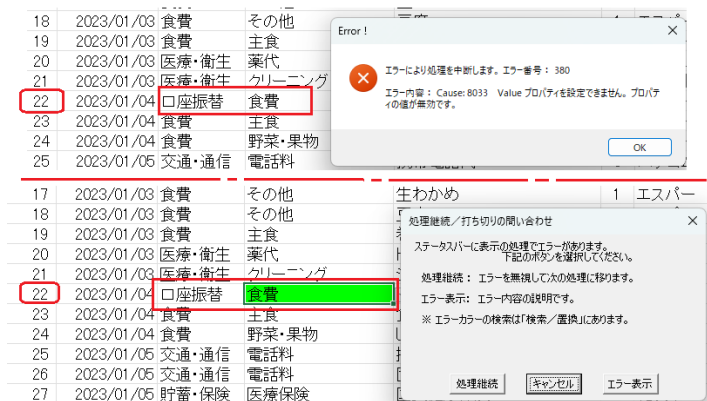 18 2023/01/03 食費 その他
19 2023/01/03 食費 主食
20 2023/01/03 医療・衛生 薬代
21 2023/01/03 医療・衛生 クリーニング
22 2023/01/04 口座振替 食費
23 2023/01/04 食費 主食
24 2023/01/04 食費 野菜・果物
25 2023/01/05 交通・通信 電話料
Error !
エラーにより処理を中断します。エラー番号： 380
エラー内容： Cause: 8033 Value プロパティを設定できません。プロパテ
ィの値が無効です。
OK
17 2023/01/03 食費 その他 生わかめ 1 エスパー
18 2023/01/03 食費 その他
19 2023/01/03 食費 主食
20 2023/01/03 医療・衛生 薬代
21 2023/01/03 医療・衛生 クリーニング
22 2023/01/04 口座振替 食費
23 2023/01/04 食費 主食
24 2023/01/04 食費 野菜・果物
25 2023/01/05 交通・通信 電話料
26 2023/01/05 交通・通信 電話料
27 2023/01/05 貯蓄・保険 医療保険
処理継続／打ち切りの問い合わせ
ステータスバーに表示の処理でエラーがあります。
下記のボタンを選択してください。
処理継続： エラーを無視して次の処理に移ります。
エラー表示： エラー内容の説明です。
※ エラーカラーの検索は「検索／置換」にあります。
処理継続 キャンセル エラー表示